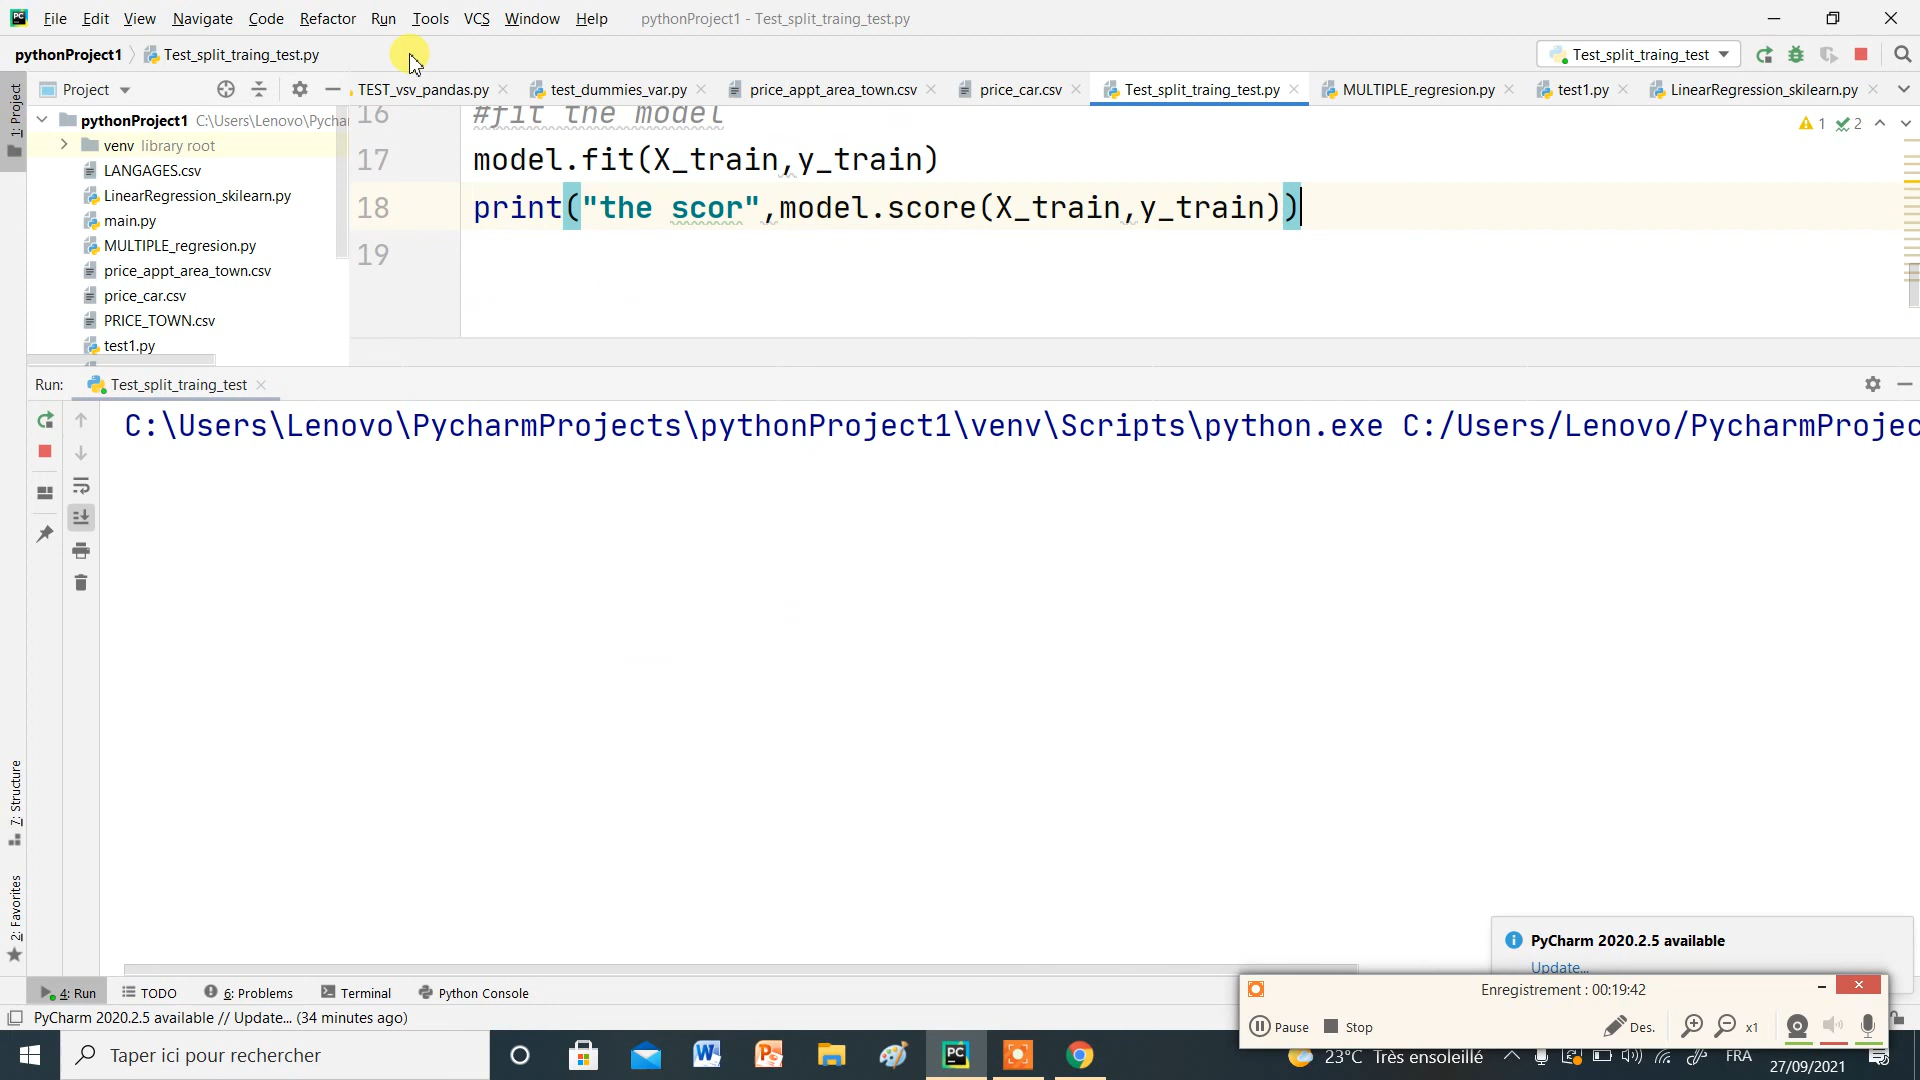 File Edit View Navigate Code Refactor Run Tools VCS Window Help pythonProject1 - Test_split_traing_test.py
pythonProject1 Test_split_traing_test.py Test_split_traing_test
Project TEST_vsv_pandas.py test_dummies_var.py price_appt_area_town.csv price_car.csv Test_split_traing_test.py MULTIPLE_regresion.py test1.py LinearRegression_skilearn.py
1: Project
pythonProject1 C:\Users\Lenovo\Pychar
venv library root
LANGAGES.csv
LinearRegression_skilearn.py
main.py
MULTIPLE_regresion.py
price_appt_area_town.csv
price_car.csv
PRICE_TOWN.csv
test1.py
16 #fit the model
1 2
17 model.fit(X_train,y_train)
18 print("the scor",model.score(X_train,y_train))
19
Run: Test_split_traing_test
C:\Users\Lenovo\PycharmProjects\pythonProject1\venv\Scripts\python.exe C:/Users/Lenovo/PycharmProjec
7: Structure
2: Favorites
PyCharm 2020.2.5 available
Update...
4: Run TODO 6: Problems Terminal Python Console
PyCharm 2020.2.5 available // Update... (34 minutes ago)
Enregistrement : 00:19:42
Pause Stop Des. x1
Taper ici pour rechercher
PC
23°C Très ensoleillé FRA
27/09/2021